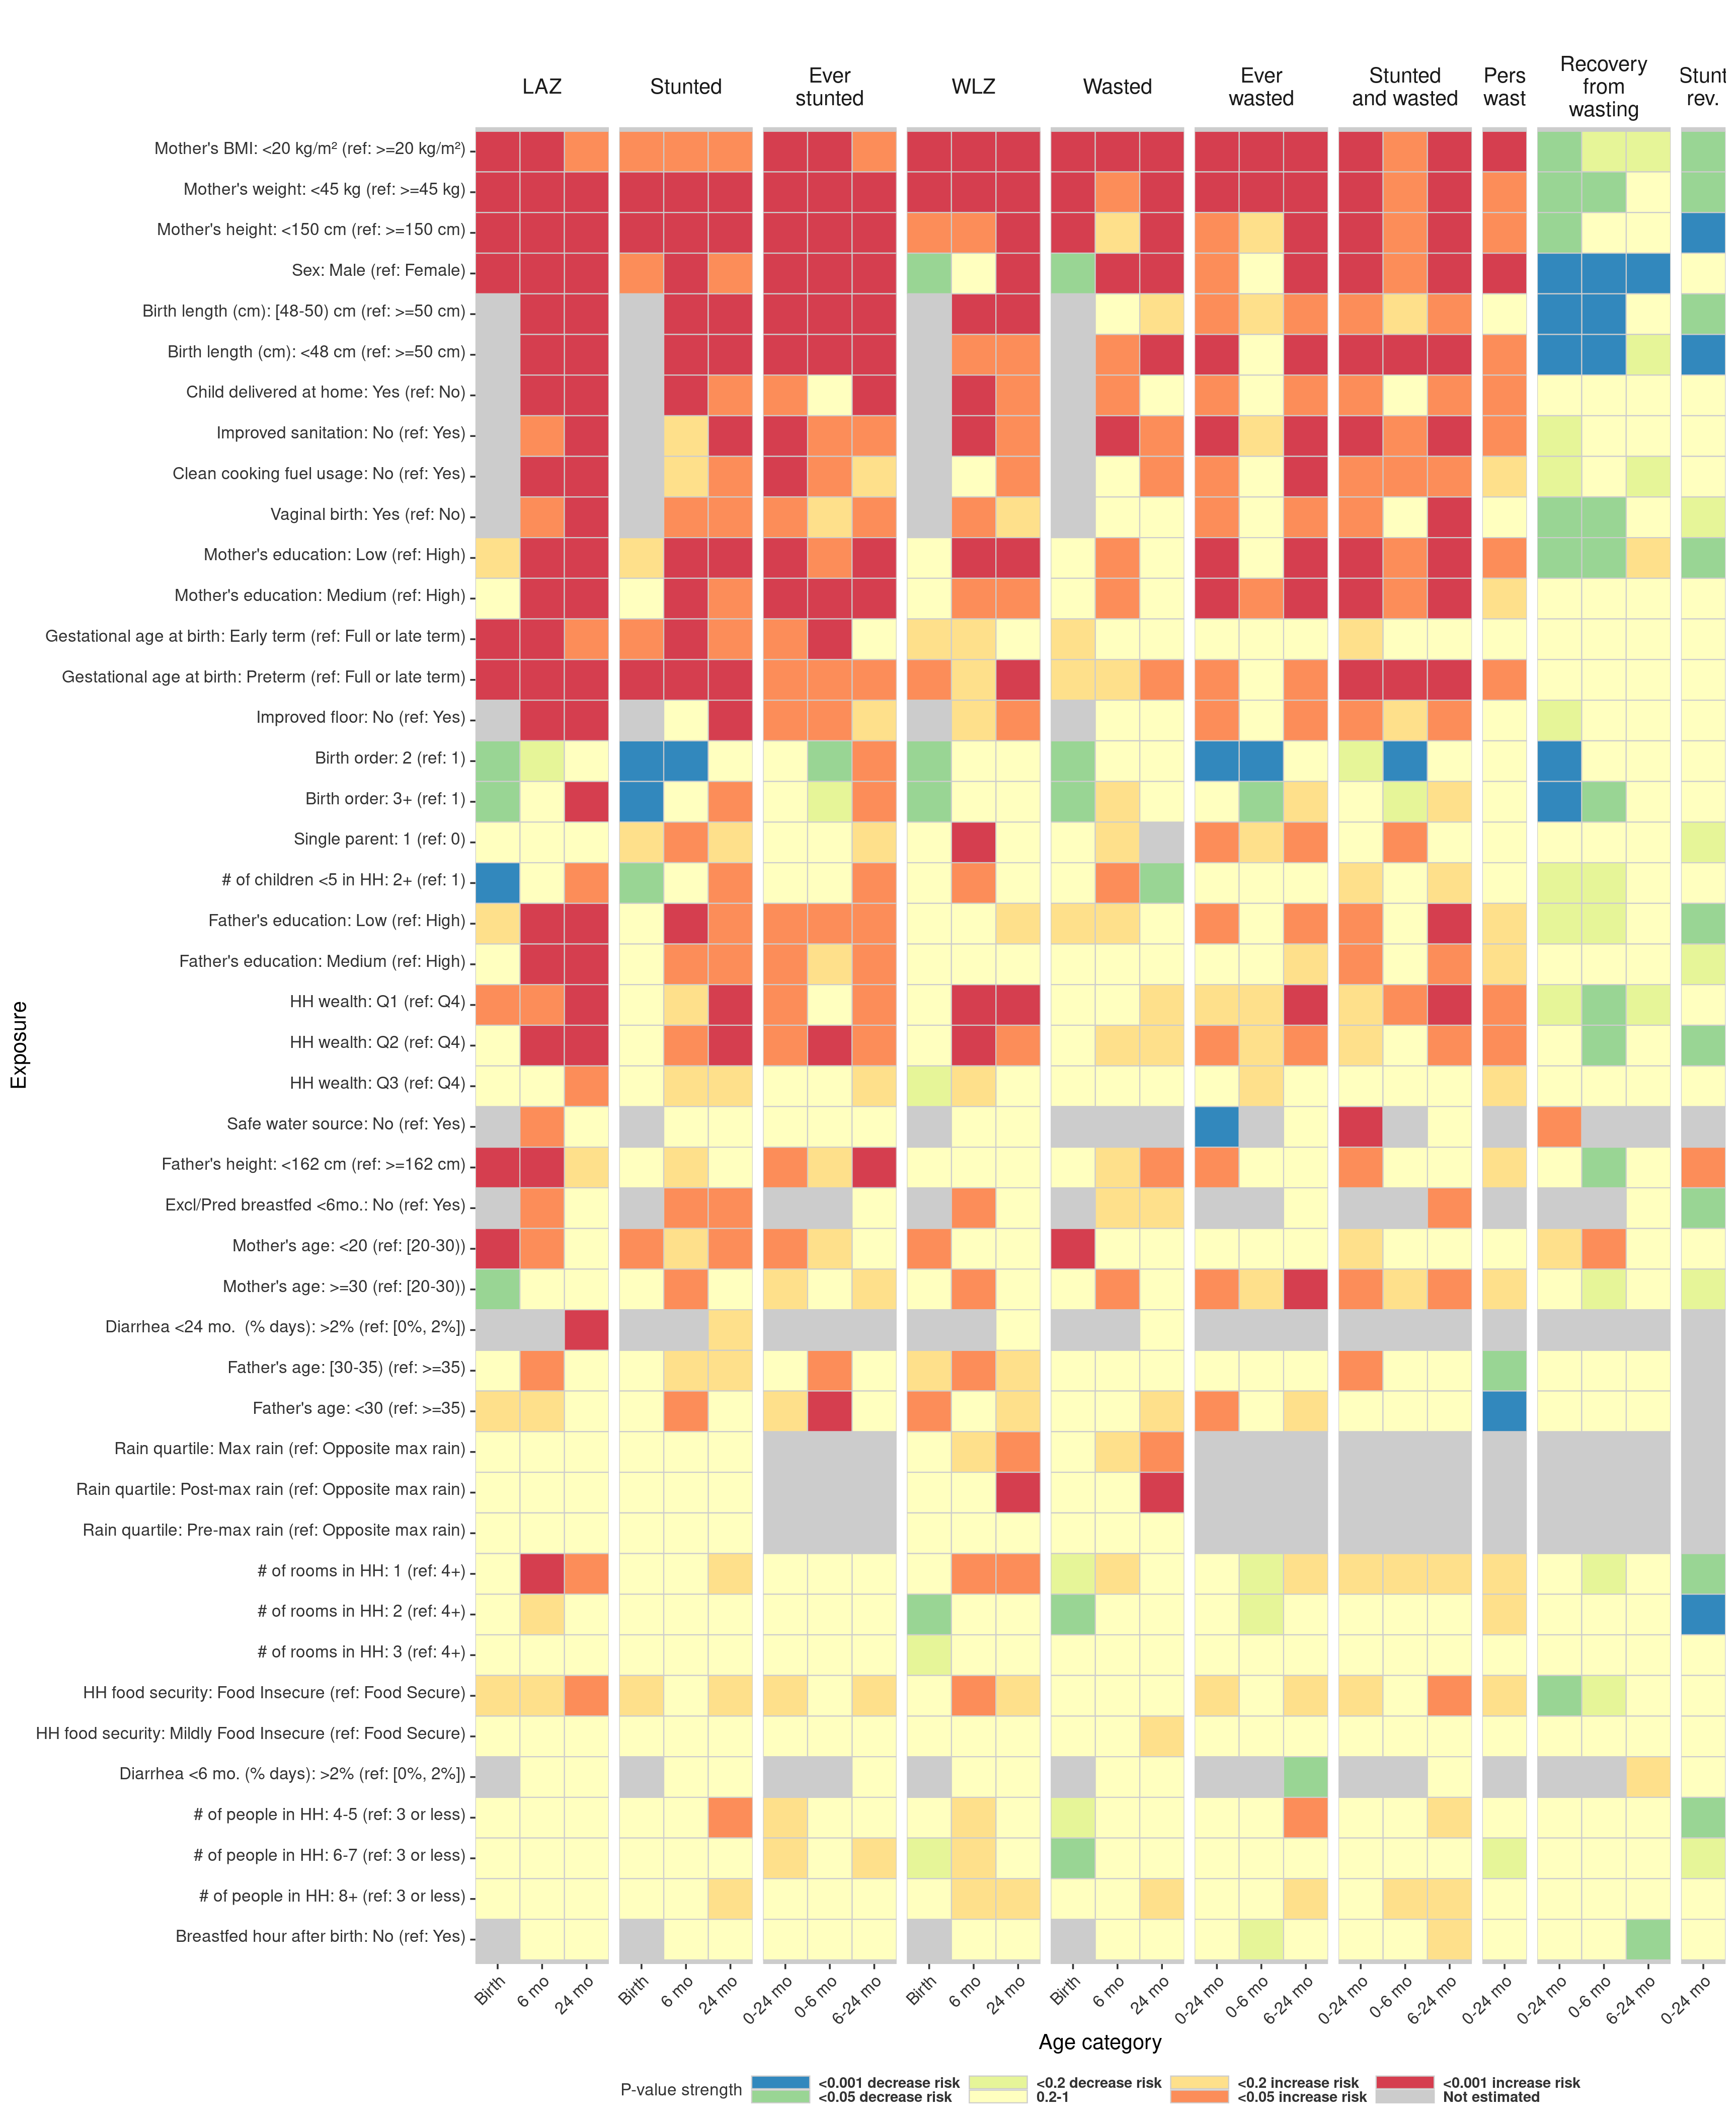 LAZ
Stunted
Ever
stunted
WLZ
Wasted
Ever
wasted
Stunted
and wasted
Pers
wast
Recovery
from
wasting
Stunt
rev.
Exposure
Mother's BMI: <20 kg/m² (ref: >=20 kg/m²)
Mother's weight: <45 kg (ref: >=45 kg)
Mother's height: <150 cm (ref: >=150 cm)
Sex: Male (ref: Female)
Birth length (cm): [48-50) cm (ref: >=50 cm)
Birth length (cm): <48 cm (ref: >=50 cm)
Child delivered at home: Yes (ref: No)
Improved sanitation: No (ref: Yes)
Clean cooking fuel usage: No (ref: Yes)
Vaginal birth: Yes (ref: No)
Mother's education: Low (ref: High)
Mother's education: Medium (ref: High)
Gestational age at birth: Early term (ref: Full or late term)
Gestational age at birth: Preterm (ref: Full or late term)
Improved floor: No (ref: Yes)
Birth order: 2 (ref: 1)
Birth order: 3+ (ref: 1)
Single parent: 1 (ref: 0)
# of children <5 in HH: 2+ (ref: 1)
Father's education: Low (ref: High)
Father's education: Medium (ref: High)
HH wealth: Q1 (ref: Q4)
HH wealth: Q2 (ref: Q4)
HH wealth: Q3 (ref: Q4)
Safe water source: No (ref: Yes)
Father's height: <162 cm (ref: >=162 cm)
Excl/Pred breastfed <6mo.: No (ref: Yes)
Mother's age: <20 (ref: [20-30))
Mother's age: >=30 (ref: [20-30))
Diarrhea <24 mo. (% days): >2% (ref: [0%, 2%])
Father's age: [30-35) (ref: >=35)
Father's age: <30 (ref: >=35)
Rain quartile: Max rain (ref: Opposite max rain)
Rain quartile: Post-max rain (ref: Opposite max rain)
Rain quartile: Pre-max rain (ref: Opposite max rain)
# of rooms in HH: 1 (ref: 4+)
# of rooms in HH: 2 (ref: 4+)
# of rooms in HH: 3 (ref: 4+)
HH food security: Food Insecure (ref: Food Secure)
HH food security: Mildly Food Insecure (ref: Food Secure)
Diarrhea <6 mo. (% days): >2% (ref: [0%, 2%])
# of people in HH: 4-5 (ref: 3 or less)
# of people in HH: 6-7 (ref: 3 or less)
# of people in HH: 8+ (ref: 3 or less)
Breastfed hour after birth: No (ref: Yes)
Birth
6 mo
24 mo
Birth
6 mo
24 mo
0-24 mo
0-6 mo
6-24 mo
Birth
6 mo
24 mo
Birth
6 mo
24 mo
0-24 mo
0-6 mo
6-24 mo
0-24 mo
0-6 mo
6-24 mo
0-24 mo
0-24 mo
0-6 mo
6-24 mo
0-24 mo
Age category
P-value strength
<0.001 decrease risk
<0.05 decrease risk
<0.2 decrease risk
0.2-1
<0.2 increase risk
<0.05 increase risk
<0.001 increase risk
Not estimated